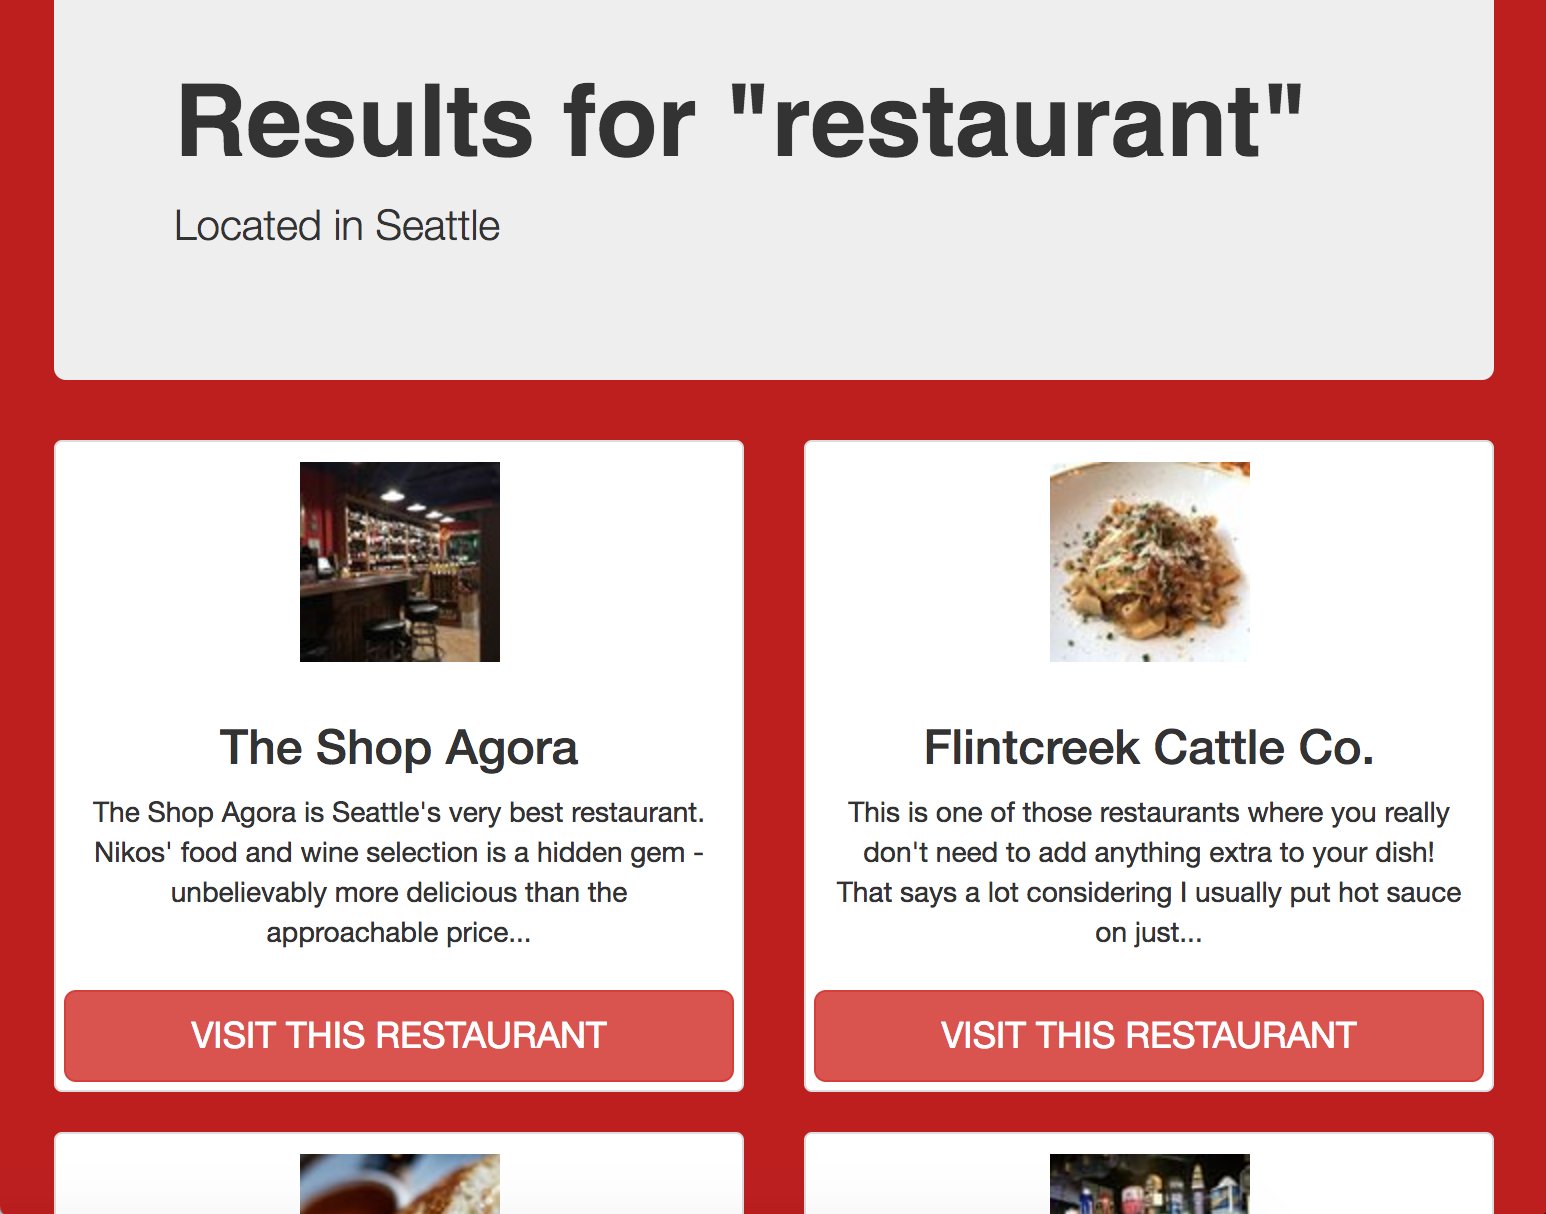 Results for "restaurant"
Located in Seattle
The Shop Agora
The Shop Agora is Seattle's very best restaurant.
Nikos' food and wine selection is a hidden gem -
unbelievably more delicious than the
approachable price...
VISIT THIS RESTAURANT
Flintcreek Cattle Co.
This is one of those restaurants where you really
don't need to add anything extra to your dish!
That says a lot considering I usually put hot sauce
on just...
VISIT THIS RESTAURANT